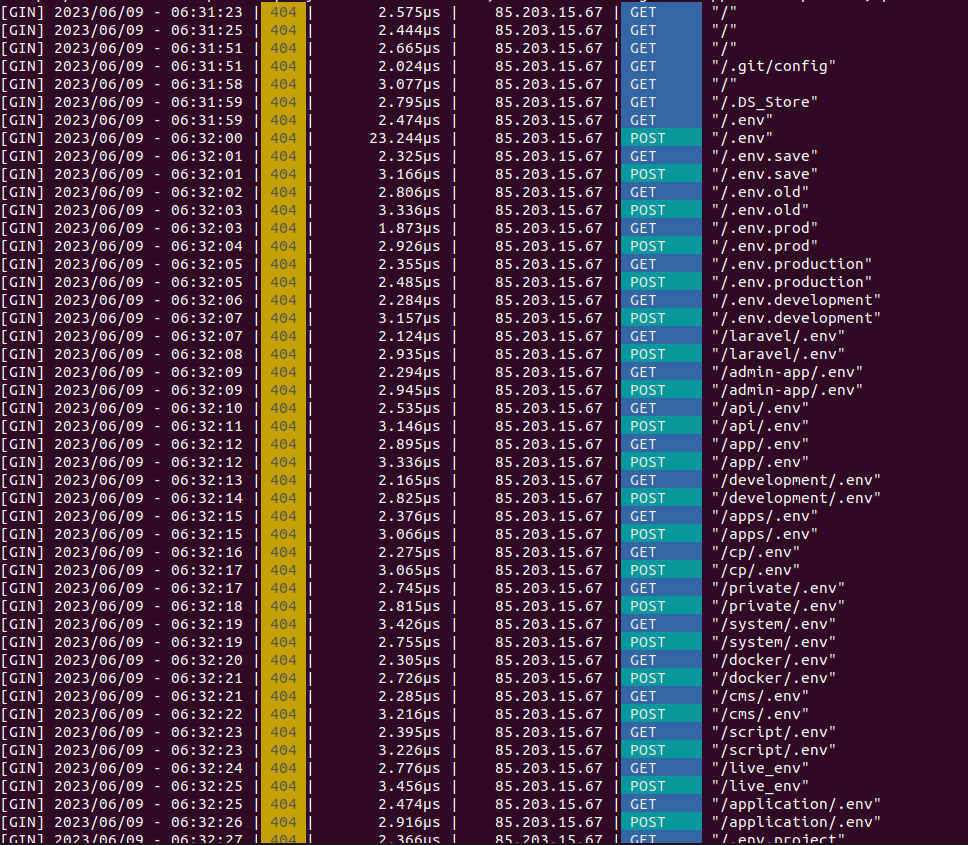 [GIN] 2023/06/09 - 06:31:23 | 404 | 2.575µs | 85.203.15.67 | GET "/"
[GIN] 2023/06/09 - 06:31:25 | 404 | 2.444µs | 85.203.15.67 | GET "/"
[GIN] 2023/06/09 - 06:31:51 | 404 | 2.665µs | 85.203.15.67 | GET "/"
[GIN] 2023/06/09 - 06:31:51 | 404 | 2.024µs | 85.203.15.67 | GET "/.git/config"
[GIN] 2023/06/09 - 06:31:58 | 404 | 3.077µs | 85.203.15.67 | GET "/"
[GIN] 2023/06/09 - 06:31:59 | 404 | 2.795µs | 85.203.15.67 | GET "/.DS_Store"
[GIN] 2023/06/09 - 06:31:59 | 404 | 2.474µs | 85.203.15.67 | GET "/.env"
[GIN] 2023/06/09 - 06:32:00 | 404 | 23.244µs | 85.203.15.67 | POST "/.env"
[GIN] 2023/06/09 - 06:32:01 | 404 | 2.325µs | 85.203.15.67 | GET "/.env.save"
[GIN] 2023/06/09 - 06:32:01 | 404 | 3.166µs | 85.203.15.67 | POST "/.env.save"
[GIN] 2023/06/09 - 06:32:02 | 404 | 2.806µs | 85.203.15.67 | GET "/.env.old"
[GIN] 2023/06/09 - 06:32:03 | 404 | 3.336µs | 85.203.15.67 | POST "/.env.old"
[GIN] 2023/06/09 - 06:32:03 | 404 | 1.873µs | 85.203.15.67 | GET "/.env.prod"
[GIN] 2023/06/09 - 06:32:04 | 404 | 2.926µs | 85.203.15.67 | POST "/.env.prod"
[GIN] 2023/06/09 - 06:32:05 | 404 | 2.355µs | 85.203.15.67 | GET "/.env.production"
[GIN] 2023/06/09 - 06:32:05 | 404 | 2.485µs | 85.203.15.67 | POST "/.env.production"
[GIN] 2023/06/09 - 06:32:06 | 404 | 2.284µs | 85.203.15.67 | GET "/.env.development"
[GIN] 2023/06/09 - 06:32:07 | 404 | 3.157µs | 85.203.15.67 | POST "/.env.development"
[GIN] 2023/06/09 - 06:32:07 | 404 | 2.124µs | 85.203.15.67 | GET "/laravel/.env"
[GIN] 2023/06/09 - 06:32:08 | 404 | 2.935µs | 85.203.15.67 | POST "/laravel/.env"
[GIN] 2023/06/09 - 06:32:09 | 404 | 2.294µs | 85.203.15.67 | GET "/admin-app/.env"
[GIN] 2023/06/09 - 06:32:09 | 404 | 2.945µs | 85.203.15.67 | POST "/admin-app/.env"
[GIN] 2023/06/09 - 06:32:10 | 404 | 2.535µs | 85.203.15.67 | GET "/api/.env"
[GIN] 2023/06/09 - 06:32:11 | 404 | 3.146µs | 85.203.15.67 | POST "/api/.env"
[GIN] 2023/06/09 - 06:32:12 | 404 | 2.895µs | 85.203.15.67 | GET "/app/.env"
[GIN] 2023/06/09 - 06:32:12 | 404 | 3.336µs | 85.203.15.67 | POST "/app/.env"
[GIN] 2023/06/09 - 06:32:13 | 404 | 2.165µs | 85.203.15.67 | GET "/development/.env"
[GIN] 2023/06/09 - 06:32:14 | 404 | 2.825µs | 85.203.15.67 | POST "/development/.env"
[GIN] 2023/06/09 - 06:32:15 | 404 | 2.376µs | 85.203.15.67 | GET "/apps/.env"
[GIN] 2023/06/09 - 06:32:15 | 404 | 3.066µs | 85.203.15.67 | POST "/apps/.env"
[GIN] 2023/06/09 - 06:32:16 | 404 | 2.275µs | 85.203.15.67 | GET "/cp/.env"
[GIN] 2023/06/09 - 06:32:17 | 404 | 3.065µs | 85.203.15.67 | POST "/cp/.env"
[GIN] 2023/06/09 - 06:32:17 | 404 | 2.745µs | 85.203.15.67 | GET "/private/.env"
[GIN] 2023/06/09 - 06:32:18 | 404 | 2.815µs | 85.203.15.67 | POST "/private/.env"
[GIN] 2023/06/09 - 06:32:19 | 404 | 3.426µs | 85.203.15.67 | GET "/system/.env"
[GIN] 2023/06/09 - 06:32:19 | 404 | 2.755µs | 85.203.15.67 | POST "/system/.env"
[GIN] 2023/06/09 - 06:32:20 | 404 | 2.305µs | 85.203.15.67 | GET "/docker/.env"
[GIN] 2023/06/09 - 06:32:21 | 404 | 2.726µs | 85.203.15.67 | POST "/docker/.env"
[GIN] 2023/06/09 - 06:32:21 | 404 | 2.285µs | 85.203.15.67 | GET "/cms/.env"
[GIN] 2023/06/09 - 06:32:22 | 404 | 3.216µs | 85.203.15.67 | POST "/cms/.env"
[GIN] 2023/06/09 - 06:32:23 | 404 | 2.395µs | 85.203.15.67 | GET "/script/.env"
[GIN] 2023/06/09 - 06:32:23 | 404 | 3.226µs | 85.203.15.67 | POST "/script/.env"
[GIN] 2023/06/09 - 06:32:24 | 404 | 2.776µs | 85.203.15.67 | GET "/live_env"
[GIN] 2023/06/09 - 06:32:25 | 404 | 3.456µs | 85.203.15.67 | POST "/live_env"
[GIN] 2023/06/09 - 06:32:25 | 404 | 2.474µs | 85.203.15.67 | GET "/application/.env"
[GIN] 2023/06/09 - 06:32:26 | 404 | 2.916µs | 85.203.15.67 | POST "/application/.env"
[GIN] 2023/06/09 - 06:32:27 | 404 | 2.366µs | 85.203.15.67 | GET "/.env.project"